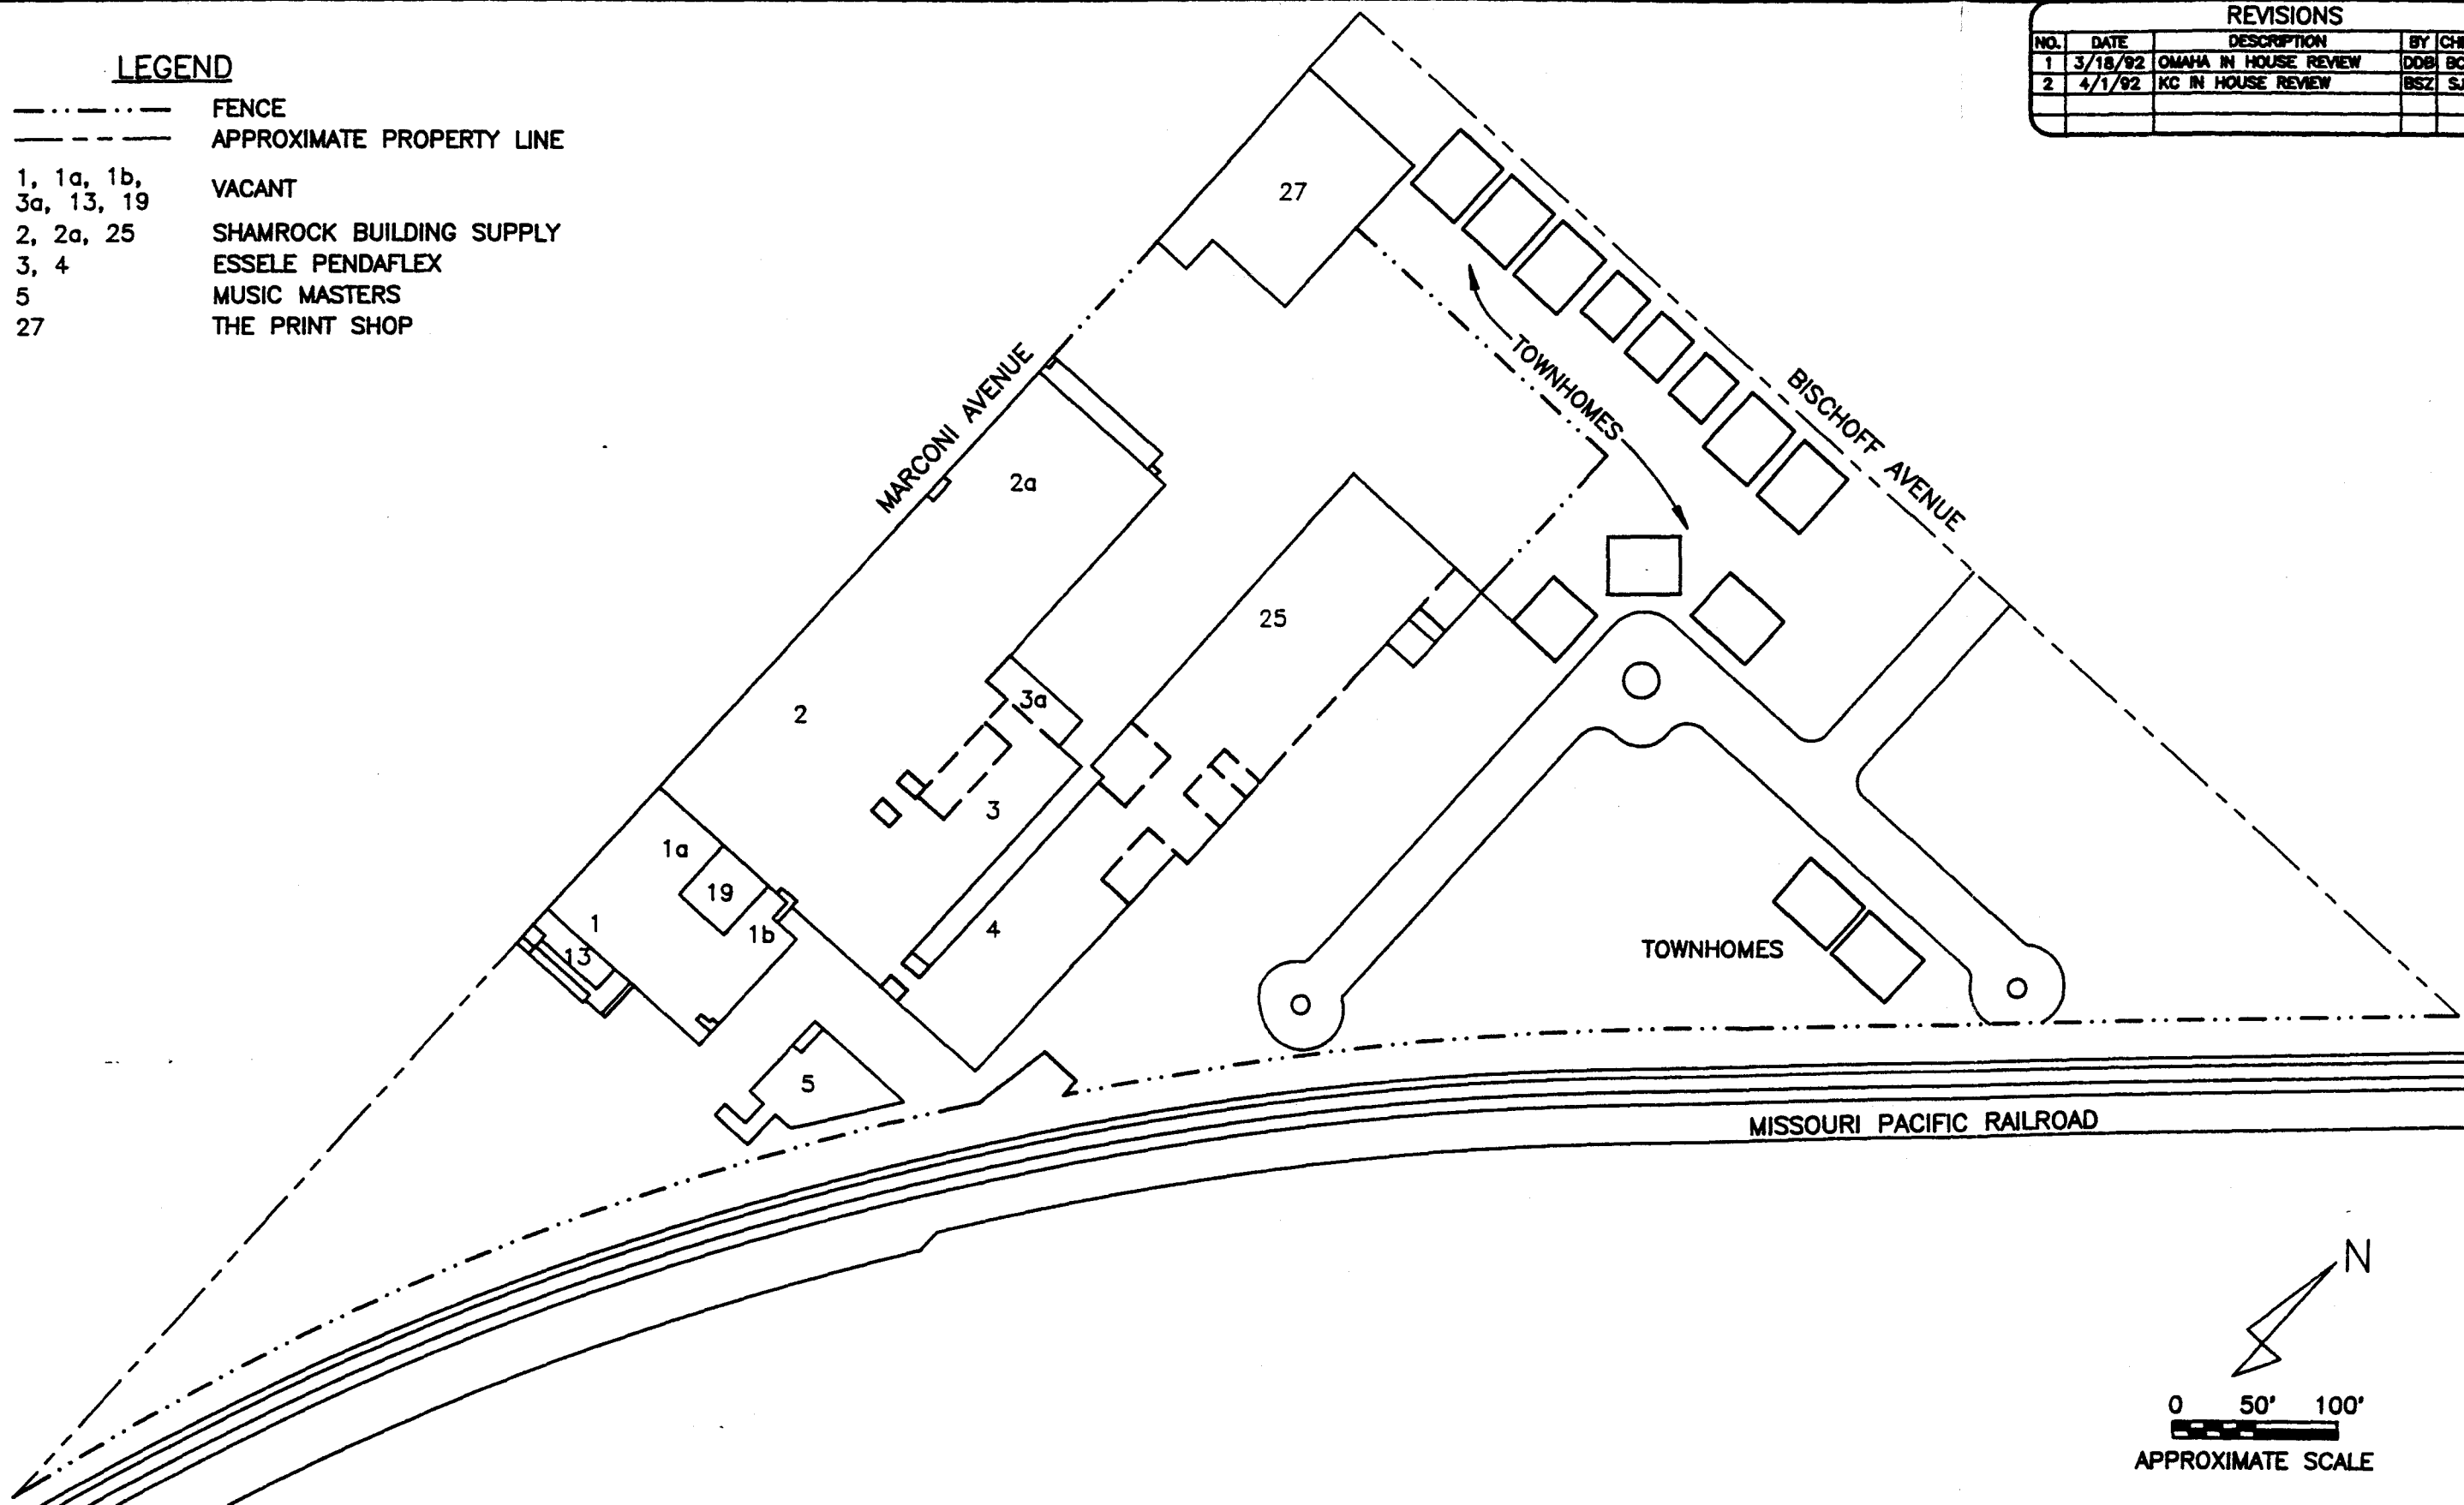 LEGEND
FENCE
APPROXIMATE PROPERTY LINE
1, 1a, 1b,
3a, 13, 19 VACANT
2, 2a, 25 SHAMROCK BUILDING SUPPLY
3, 4 ESSELE PENDAFLEX
5 MUSIC MASTERS
27 THE PRINT SHOP
REVISIONS
NO. DATE DESCRIPTION BY
1 3/18/92 OMAHA IN HOUSE REVIEW DDB
2 4/1/92 KC IN HOUSE REVIEW BSZ
27
TOWNHOMES
BISCHOFF AVENUE
MARCONI AVENUE
2a
25
3a
2
3
1a
19
1
1b
13
4
TOWNHOMES
5
MISSOURI PACIFIC RAILROAD
N
0 50' 100'
APPROXIMATE SCALE